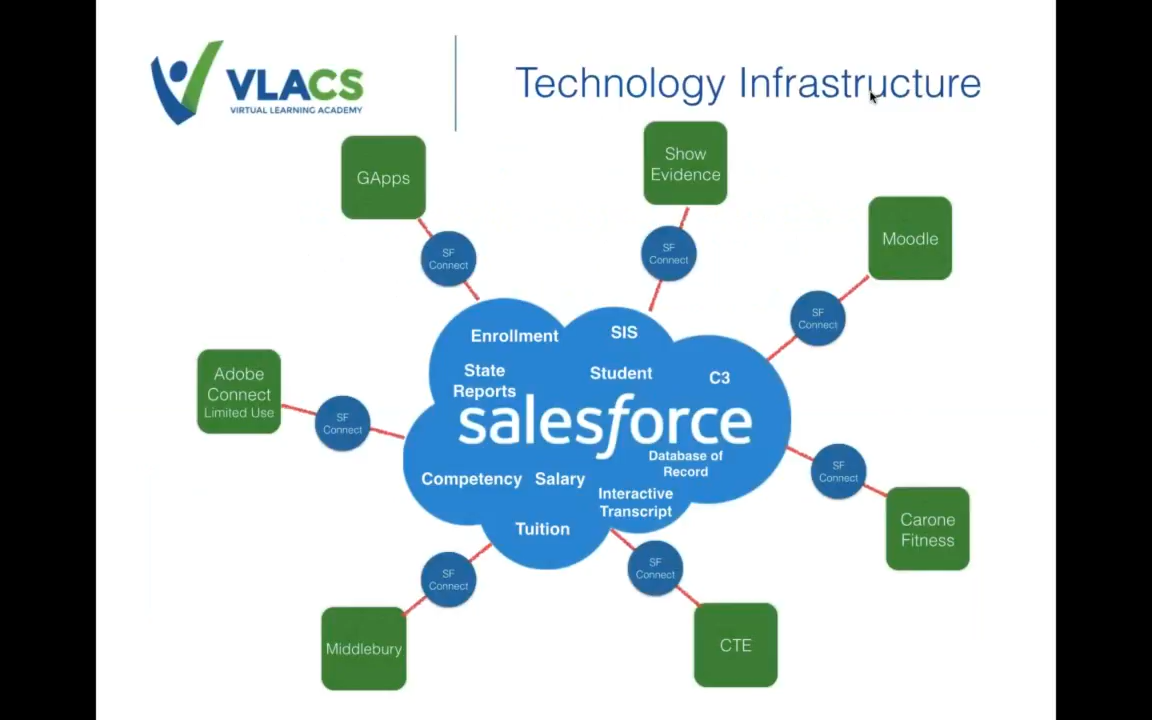 VLACS
VIRTUAL LEARNING ACADEMY
Technology Infrastructure
GApps
Show
Evidence
Moodle
SF
Connect
SF
Connect
SF
Connect
Adobe
Connect
Limited Use
SF
Connect
Enrollment
SIS
State
Reports
Student
C3
salesforce
Database of
Record
Competency
Salary
Interactive
Transcript
Tuition
SF
Connect
Carone
Fitness
SF
Connect
SF
Connect
Middlebury
CTE